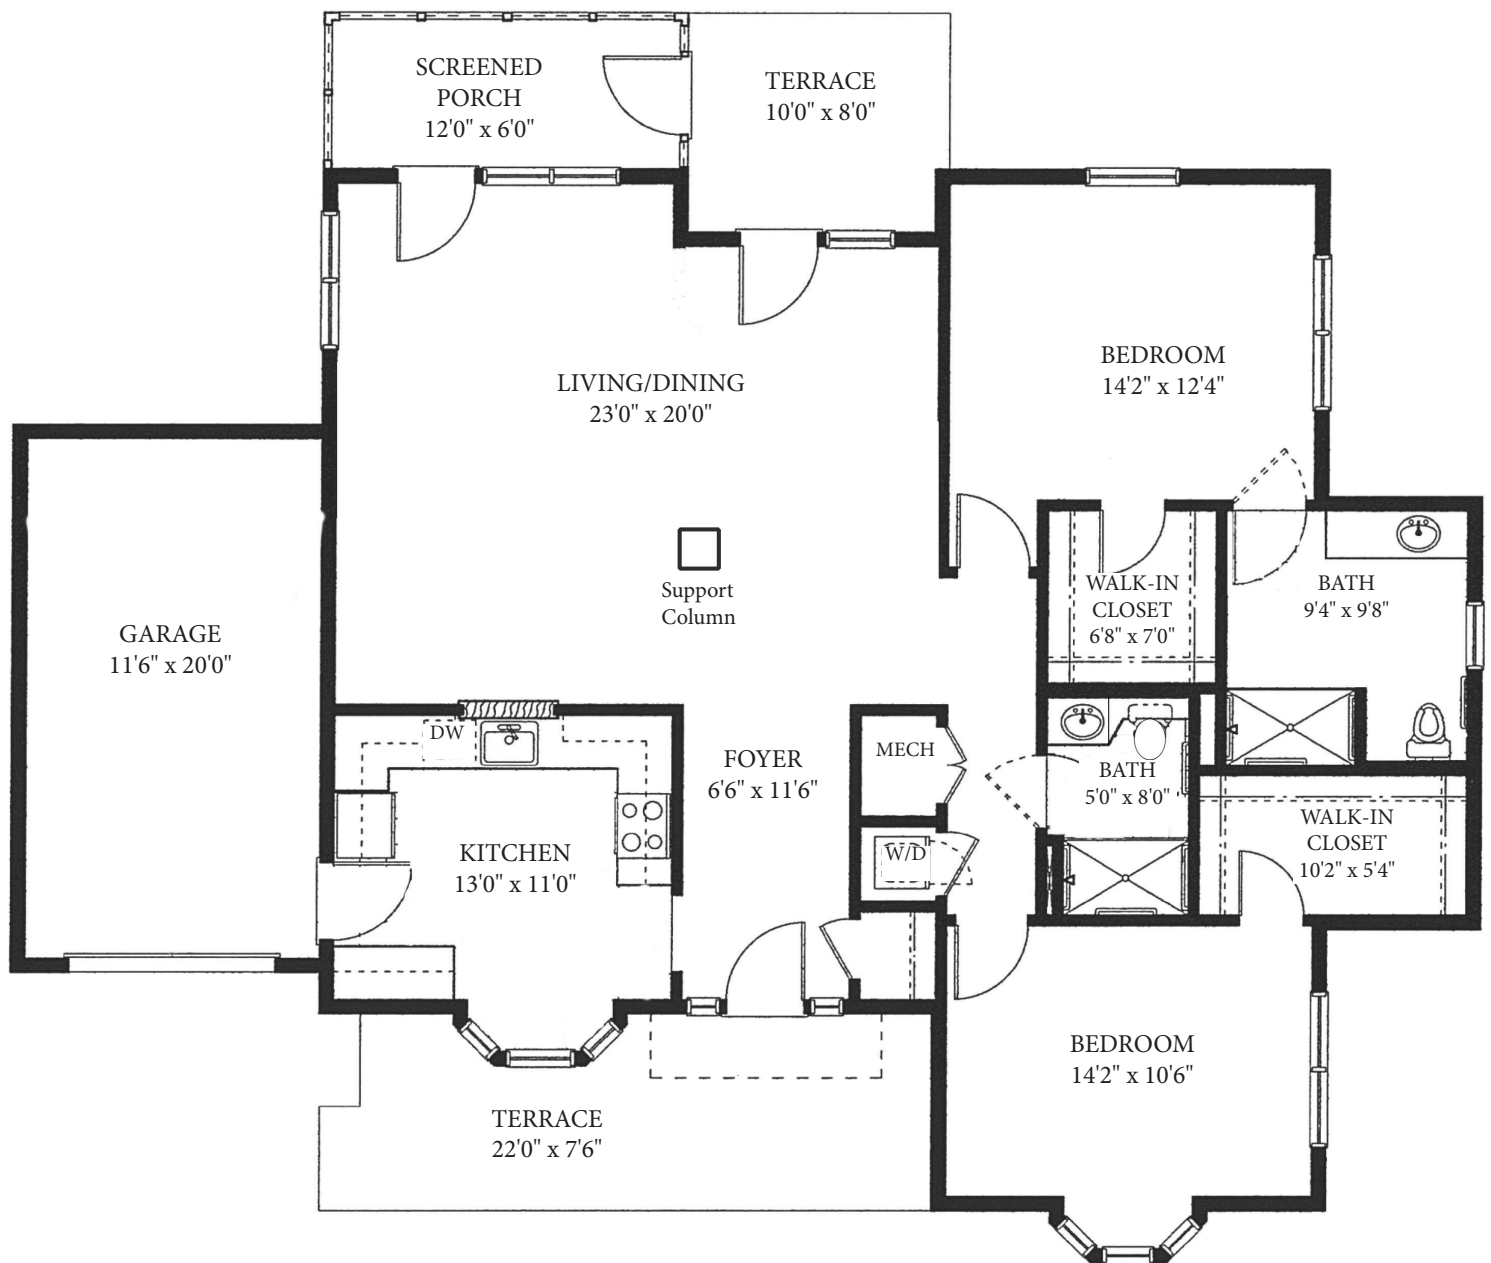 SCREENED
PORCH
12'0" x 6'0"
TERRACE
10'0" x 8'0"
LIVING/DINING
23'0" x 20'0"
BEDROOM
14'2" x 12'4"
Support
Column
GARAGE
11'6" x 20'0"
WALK-IN
CLOSET
6'8" x 7'0"
BATH
9'4" x 9'8"
DW
FOYER
6'6" x 11'6"
MECH
BATH
5'0" x 8'0"
KITCHEN
13'0" x 11'0"
W/D
WALK-IN
CLOSET
10'2" x 5'4"
BEDROOM
14'2" x 10'6"
TERRACE
22'0" x 7'6"